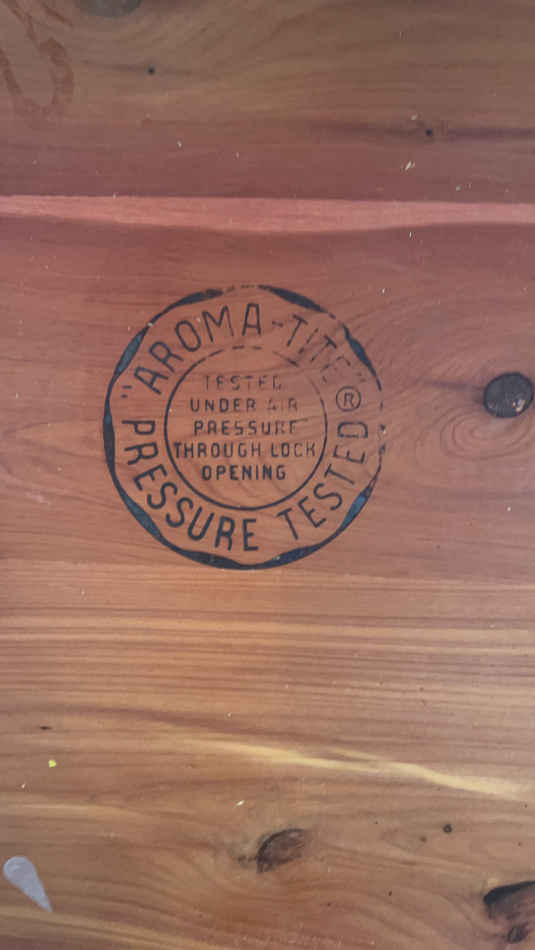 "AROMA-TITE"®
TESTED
UNDER AIR
PRESSURE
THROUGH LOCK
OPENING
PRESSURE TESTED